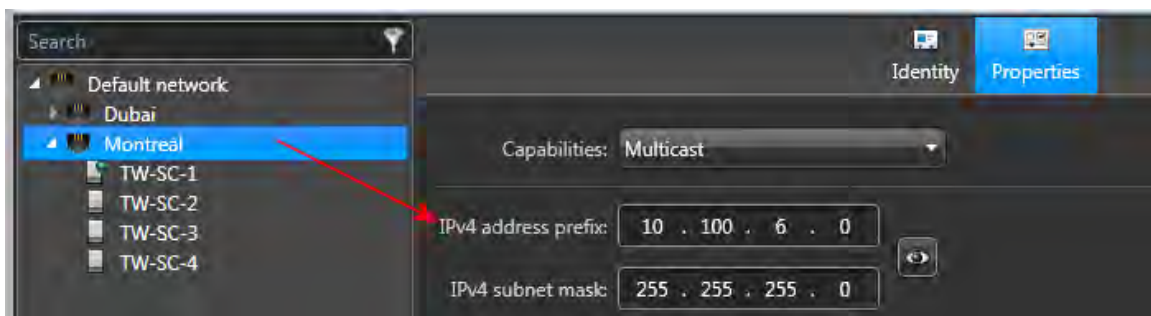 Search
Default network
Dubai
Montreal
TW-SC-1
TW-SC-2
TW-SC-3
TW-SC-4
Identity
Properties
Capabilities: Multicast
IPv4 address prefix: 10 . 100 . 6 . 0
IPv4 subnet mask: 255 . 255 . 255 . 0